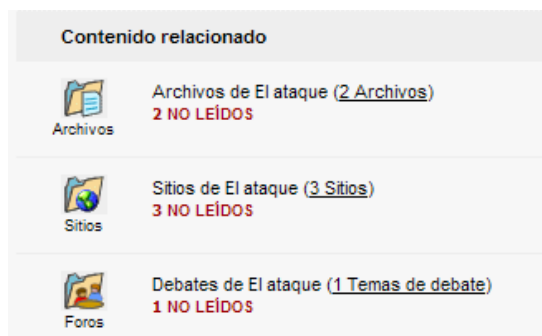 Contenido relacionado
Archivos de El ataque (2 Archivos)
2 NO LEÍDOS
Archivos
Sitios de El ataque (3 Sitios)
3 NO LEÍDOS
Sitios
Debates de El ataque (1 Temas de debate)
1 NO LEÍDOS
Foros